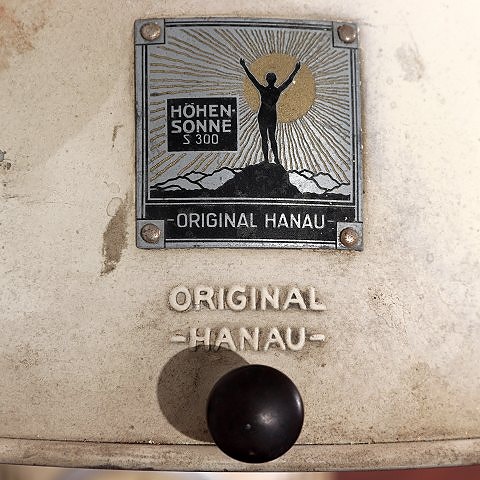 HÖHEN-
SONNE
S 300
-ORIGINAL HANAU-
ORIGINAL
-HANAU-